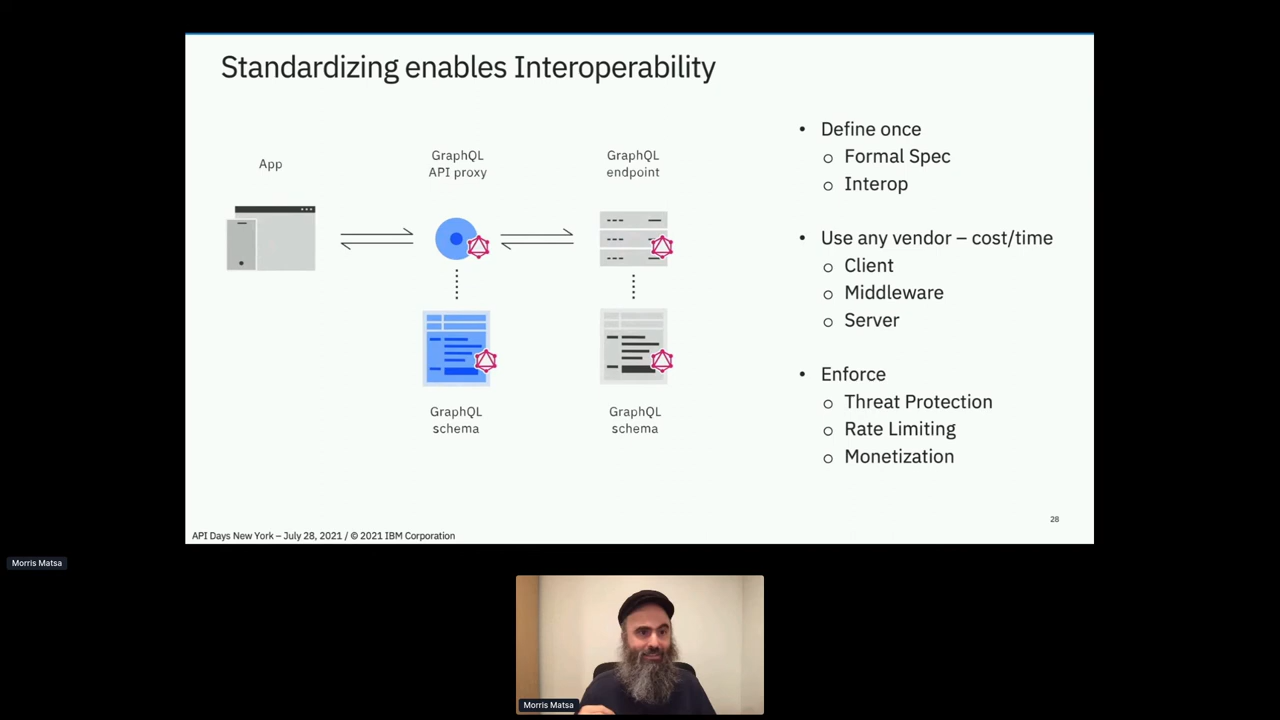 Standardizing enables Interoperability
App
GraphQL
API proxy
GraphQL
endpoint
GraphQL
schema
GraphQL
schema
• Define once
o Formal Spec
o Interop
• Use any vendor – cost/time
o Client
o Middleware
o Server
• Enforce
o Threat Protection
o Rate Limiting
o Monetization
28
API Days New York – July 28, 2021 / © 2021 IBM Corporation
Morris Matsa
Morris Matsa